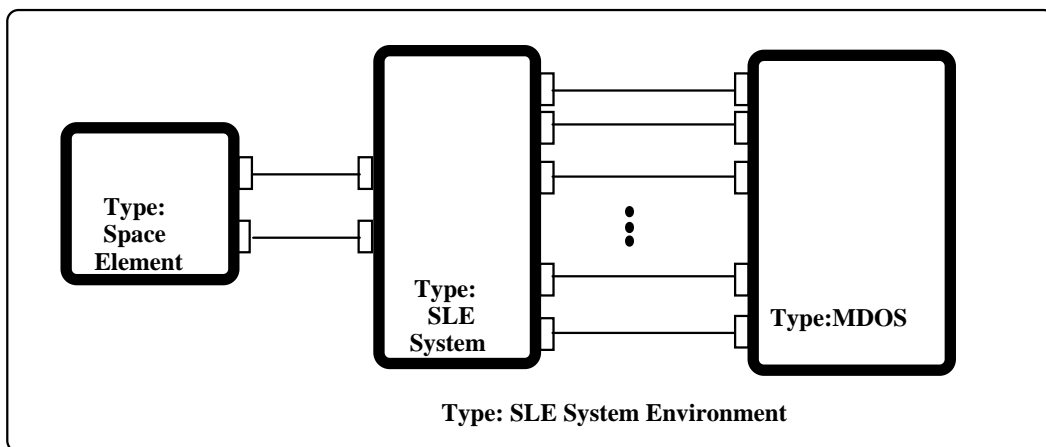 Type:
Space
Element
Type:
SLE
System
Type:MDOS
Type: SLE System Environment